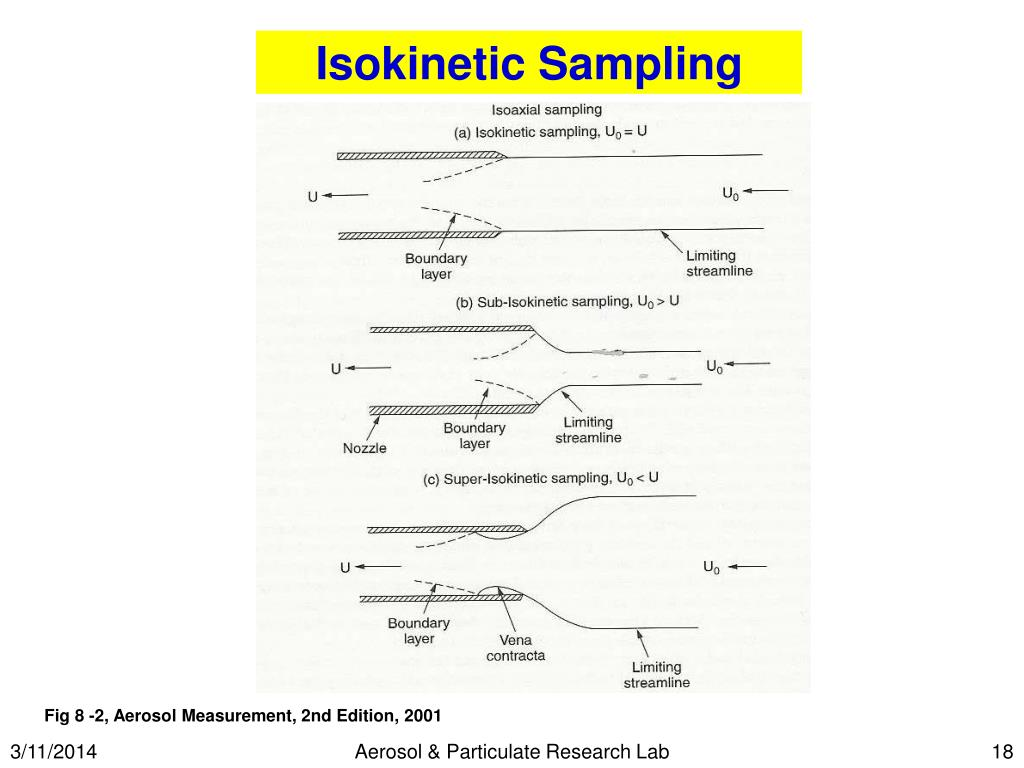 Isokinetic Sampling
Isoaxial sampling
(a) Isokinetic sampling, U₀ = U
U
U₀
Boundary
layer
Limiting
streamline
(b) Sub-Isokinetic sampling, U₀ > U
U
U₀
Nozzle
Boundary
layer
Limiting
streamline
(c) Super-Isokinetic sampling, U₀ < U
U
U₀
Boundary
layer
Vena
contracta
Limiting
streamline
Fig 8 -2, Aerosol Measurement, 2nd Edition, 2001
3/11/2014
Aerosol & Particulate Research Lab
18